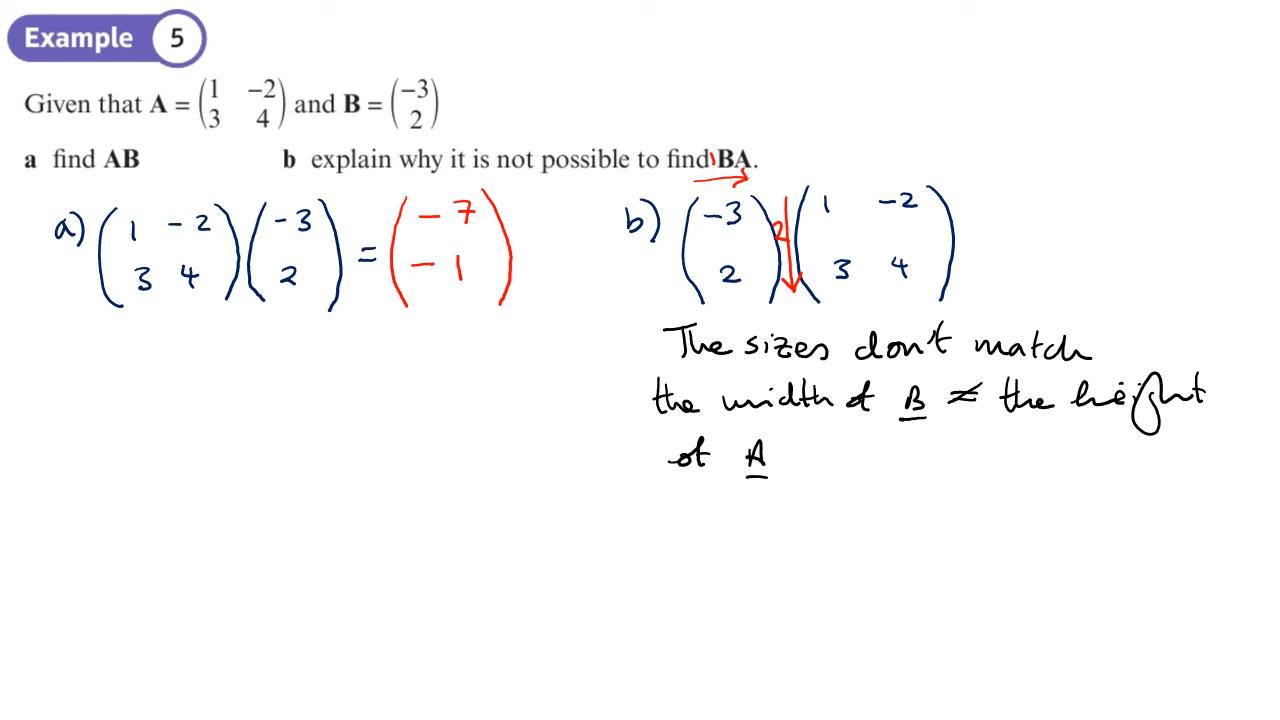 Example 5
Given that A = (1 −2 3 4) and B = (−3 2)
a find AB b explain why it is not possible to find BA.
a) (1 -2 3 4)(-3 2) = (-7 -1)
b) (-3 2)(1 -2 3 4)
1
2
The sizes don't match
the width of B ≠ the height
of A